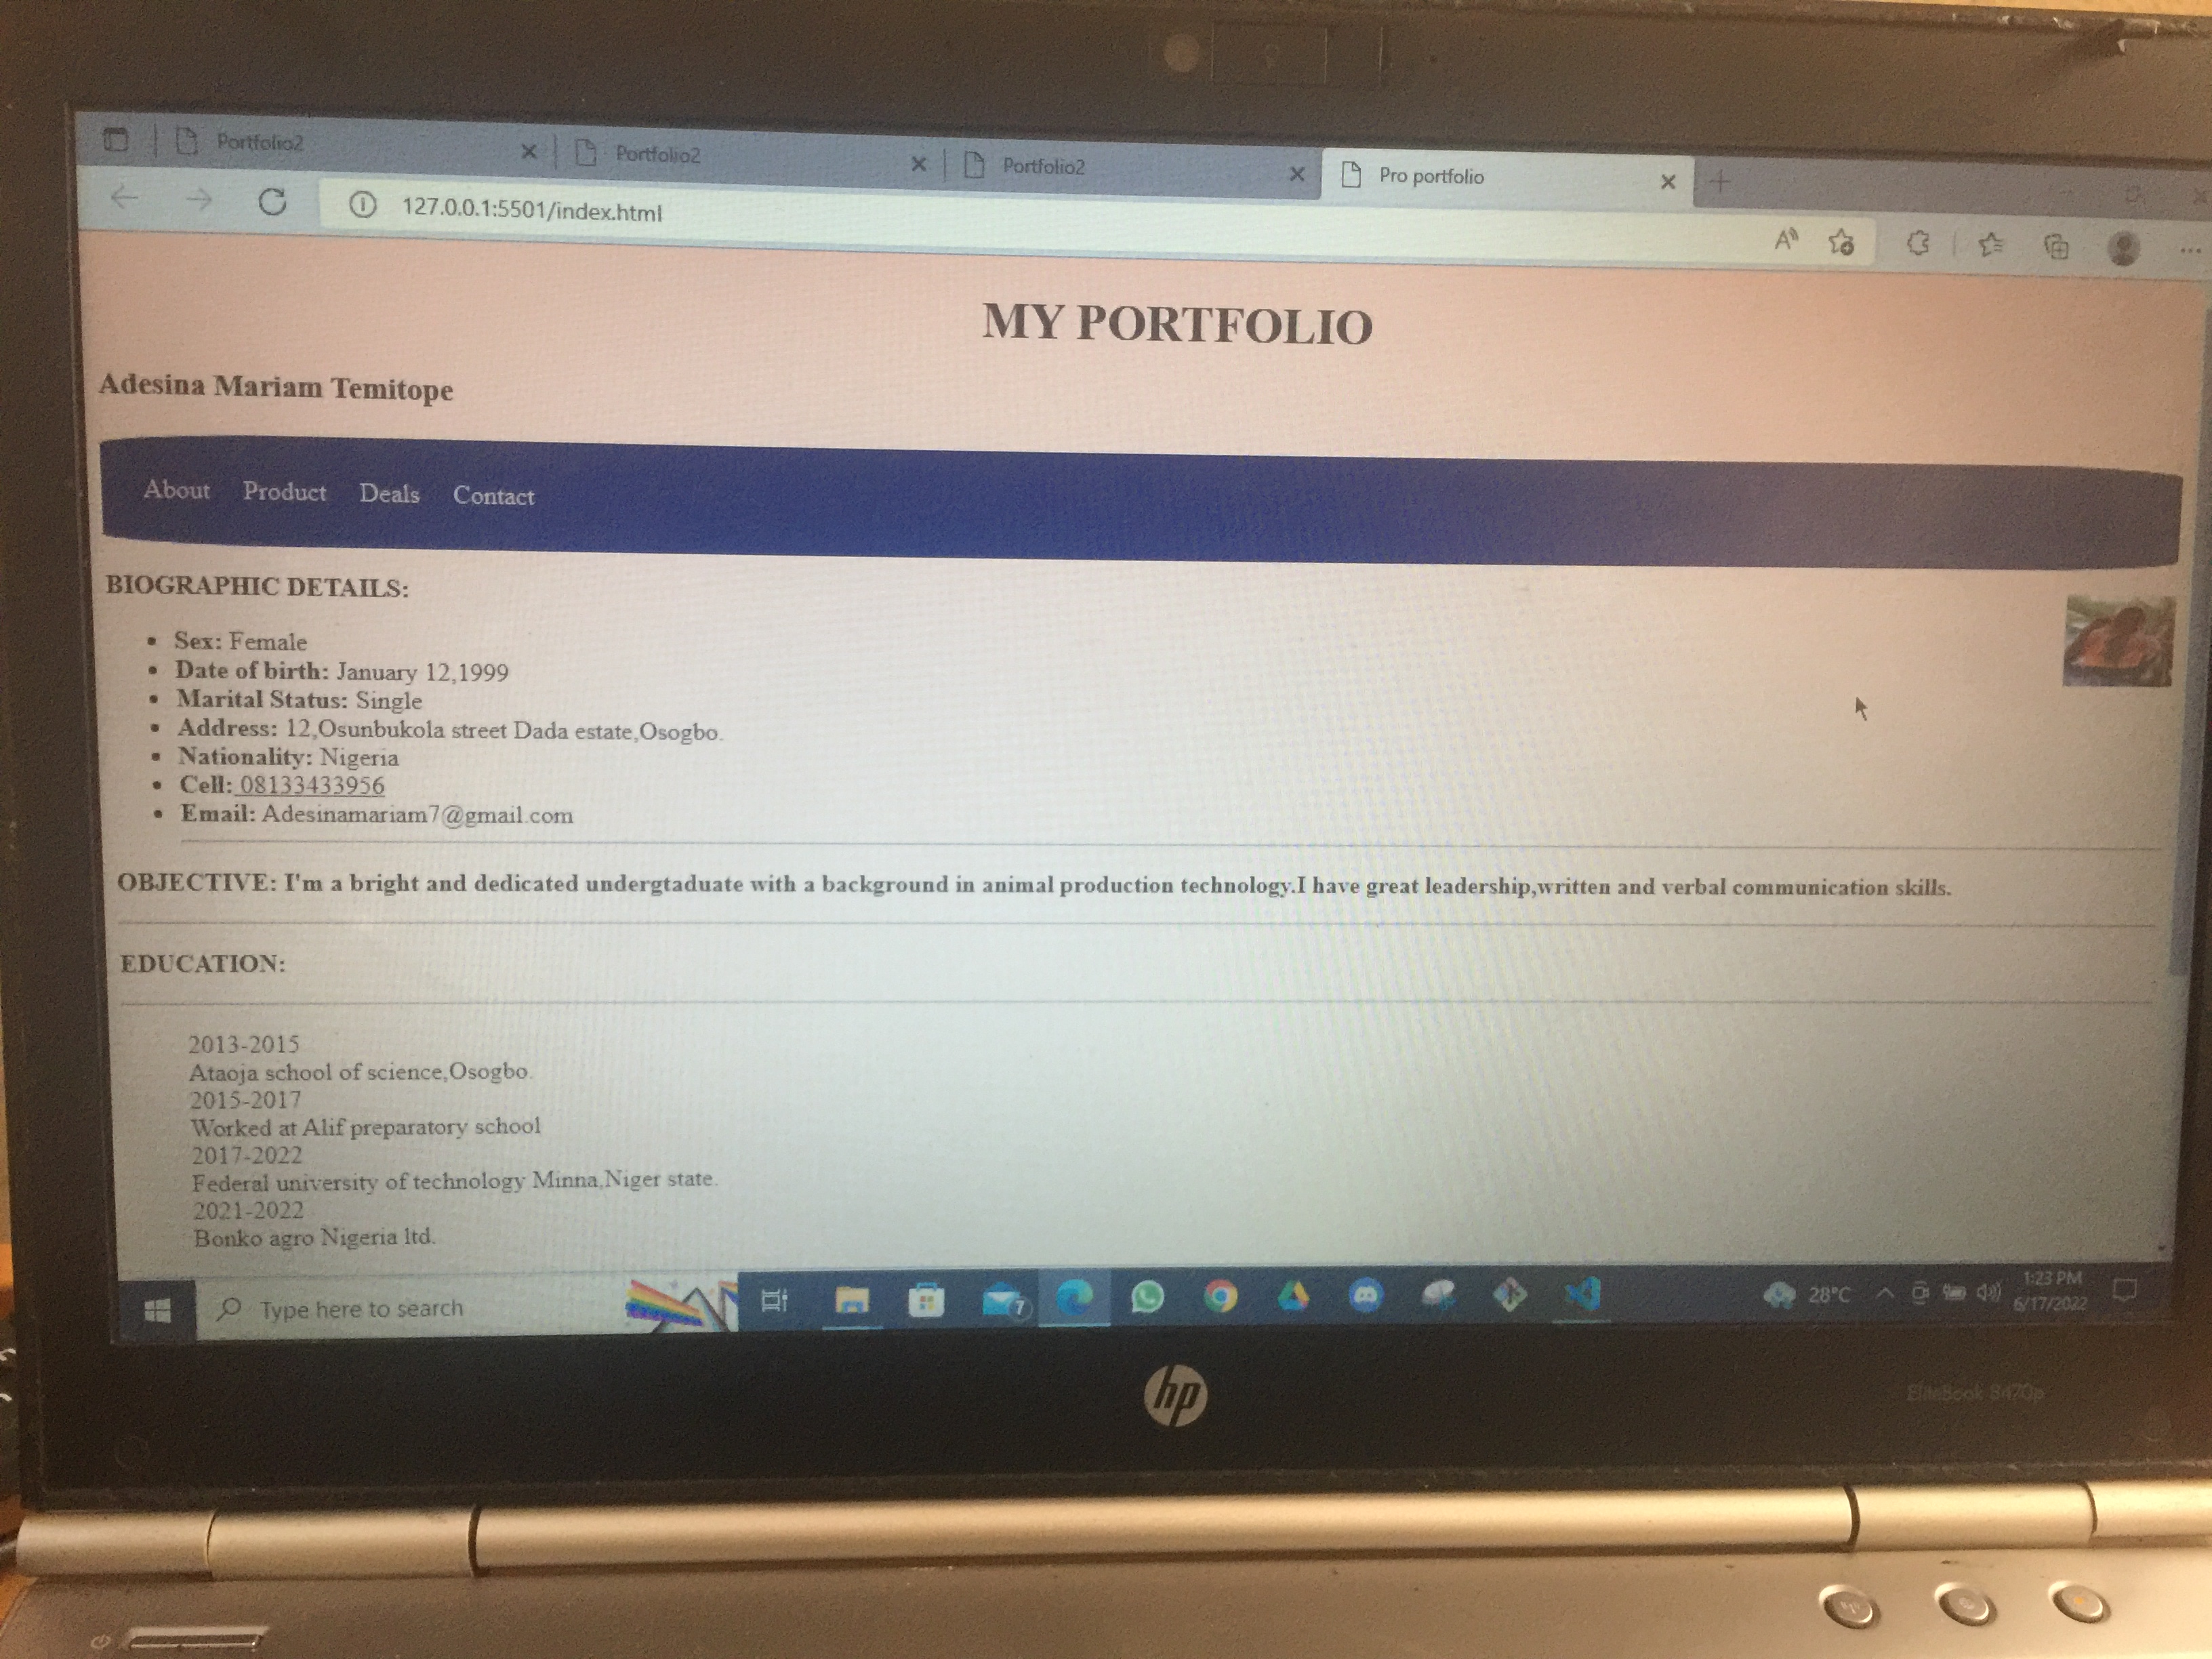 Portfolio2
Portfolio2
Portfolio2
Pro portfolio
127.0.0.1:5501/index.html
MY PORTFOLIO
Adesina Mariam Temitope
About Product Deals Contact
BIOGRAPHIC DETAILS:
• Sex: Female
• Date of birth: January 12,1999
• Marital Status: Single
• Address: 12,Osunbukola street Dada estate,Osogbo.
• Nationality: Nigeria
• Cell: 08133433956
• Email: Adesinamariam7@gmail.com
OBJECTIVE: I'm a bright and dedicated undergtaduate with a background in animal production technology.I have great leadership,written and verbal communication skills.
EDUCATION:
2013-2015
Ataoja school of science,Osogbo.
2015-2017
Worked at Alif preparatory school
2017-2022
Federal university of technology Minna,Niger state.
2021-2022
Bonko agro Nigeria ltd.
Type here to search
7
28°C
1:23 PM
6/17/2022
hp
EliteBook 8470p